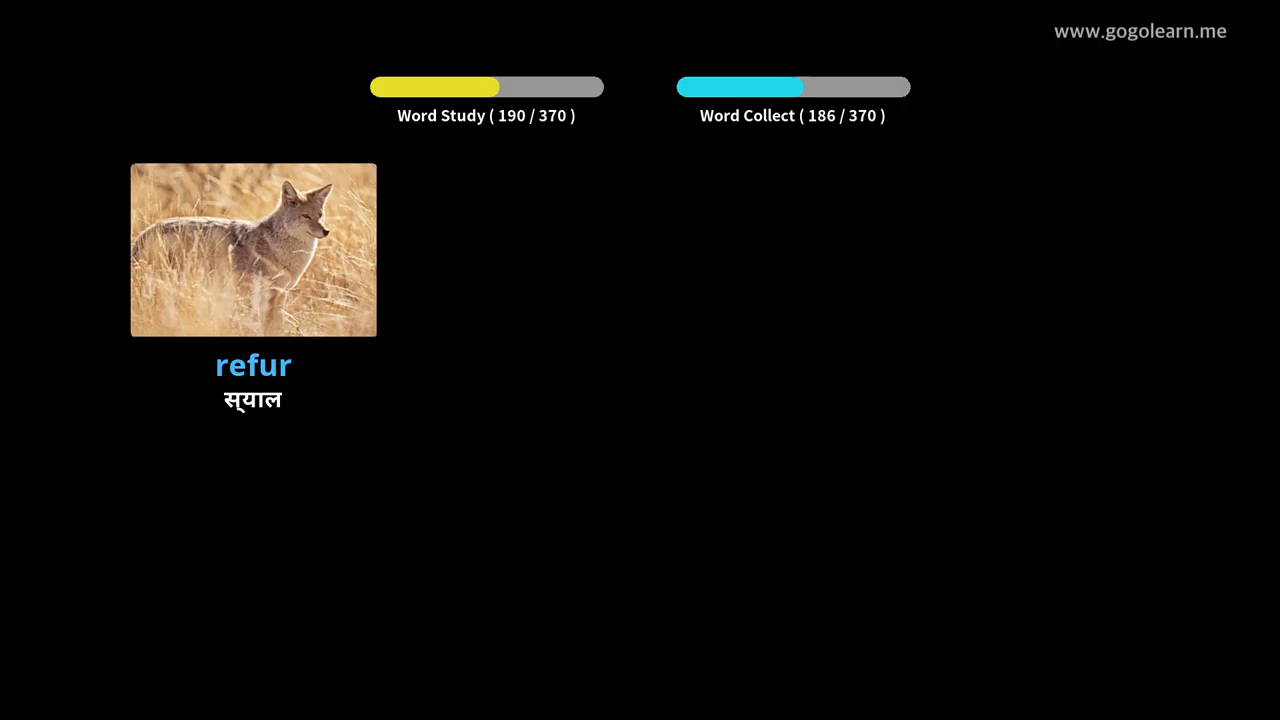 www.gogolearn.me
Word Study ( 190 / 370 )
Word Collect ( 186 / 370 )
refur
स्याल